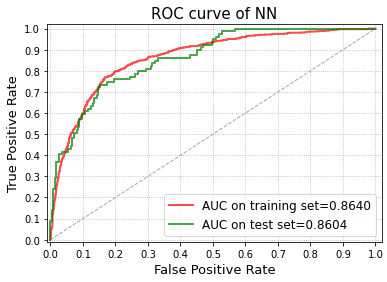 ROC curve of NN
True Positive Rate
1.0
0.9
0.8
0.7
0.6
0.5
0.4
0.3
0.2
0.1
0.0
AUC on training set=0.8640
AUC on test set=0.8604
0.0 0.1 0.2 0.3 0.4 0.5 0.6 0.7 0.8 0.9 1.0
False Positive Rate